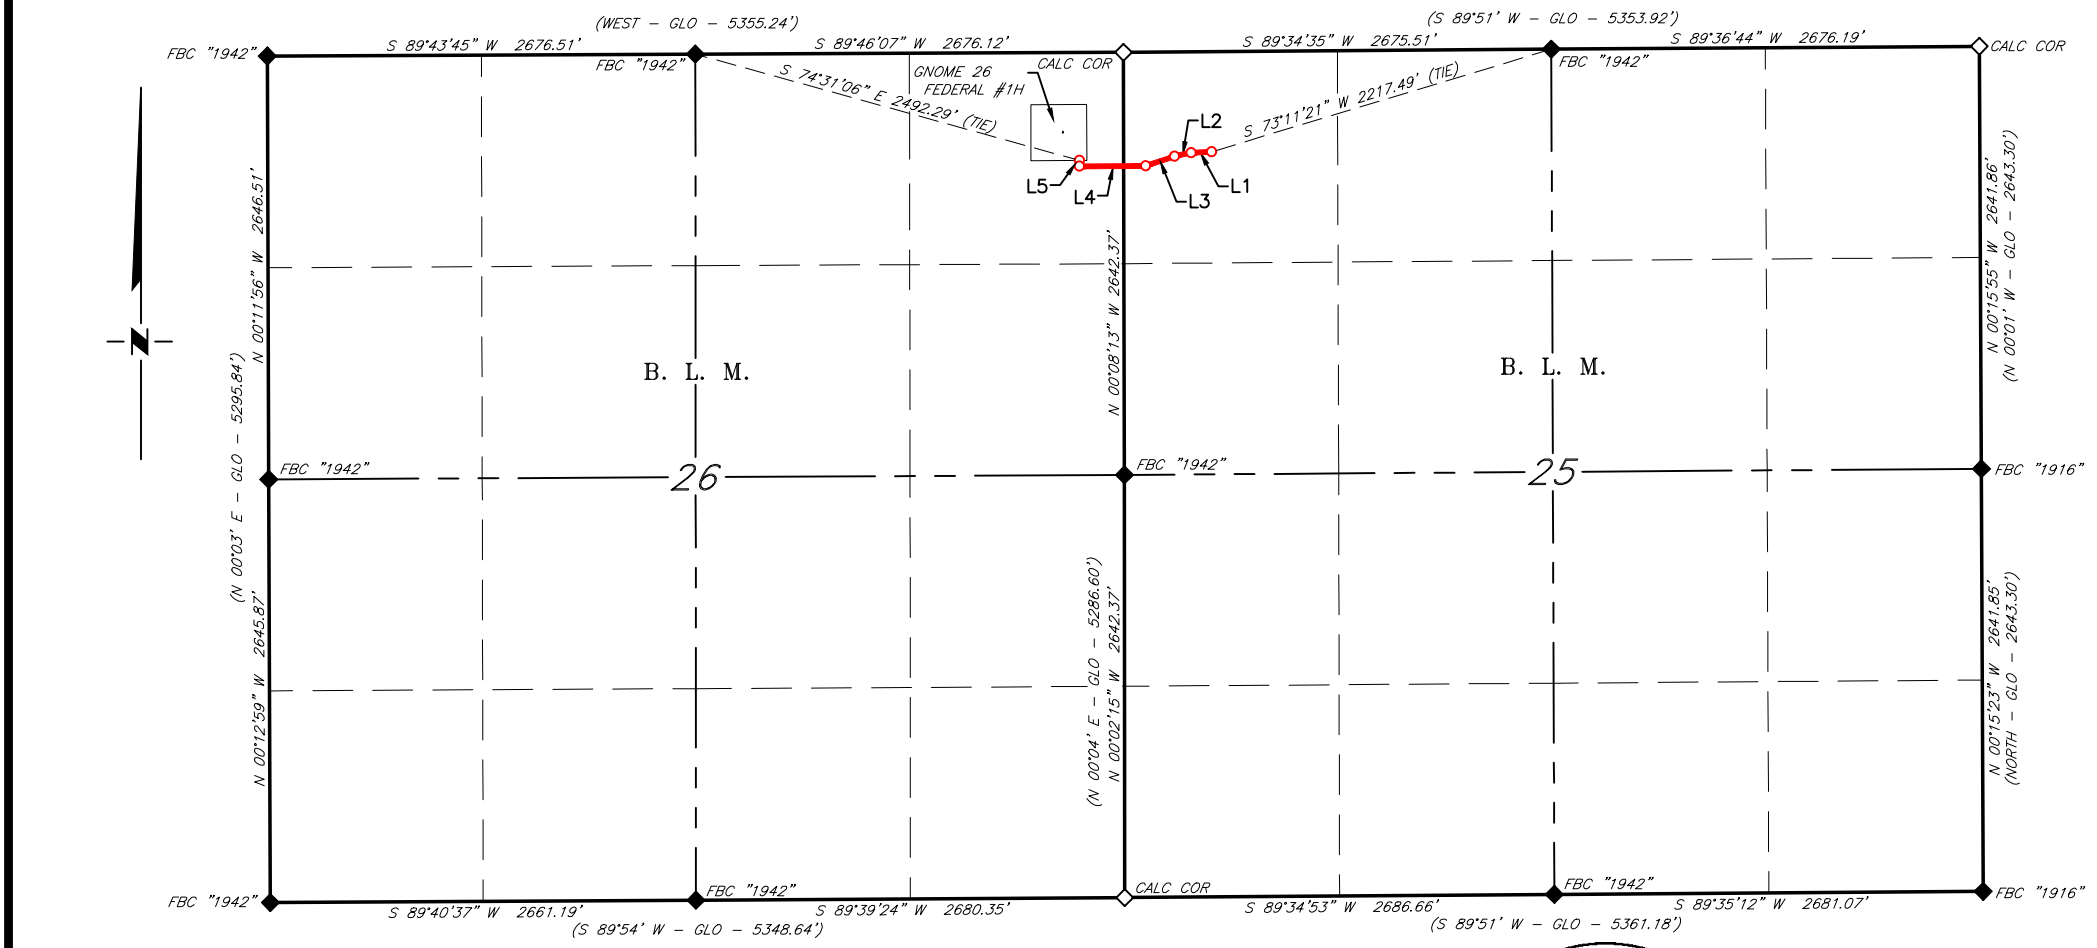 (WEST - GLO - 5355.24')
(S 89°51' W - GLO - 5353.92')
S 89°43'45" W 2676.51'
S 89°46'07" W 2676.12'
S 89°34'35" W 2675.51'
S 89°36'44" W 2676.19'
FBC "1942"
FBC "1942"
CALC COR
FBC "1942"
CALC COR
GNOME 26
FEDERAL #1H
S 74°31'06" E 2492.29' (TIE)
S 73°11'21" W 2217.49' (TIE)
L2
L1
L3
L4
L5
N 00°11'56" W 2646.51'
(N 00°03' E - GLO - 5295.84')
N 00°08'13" W 2642.37'
N 00°15'55" W 2641.86'
(N 00°01' W - GLO - 2643.30')
N
B. L. M.
B. L. M.
FBC "1942"
26
FBC "1942"
25
FBC "1916"
N 00°12'59" W 2645.87'
(N 00°04' E - GLO - 5286.60')
N 00°02'15" W 2642.37'
N 00°15'23" W 2641.85'
(NORTH - GLO - 2643.30')
FBC "1942"
FBC "1942"
CALC COR
FBC "1942"
FBC "1916"
S 89°40'37" W 2661.19'
S 89°39'24" W 2680.35'
S 89°34'53" W 2686.66'
S 89°35'12" W 2681.07'
(S 89°54' W - GLO - 5348.64')
(S 89°51' W - GLO - 5361.18')